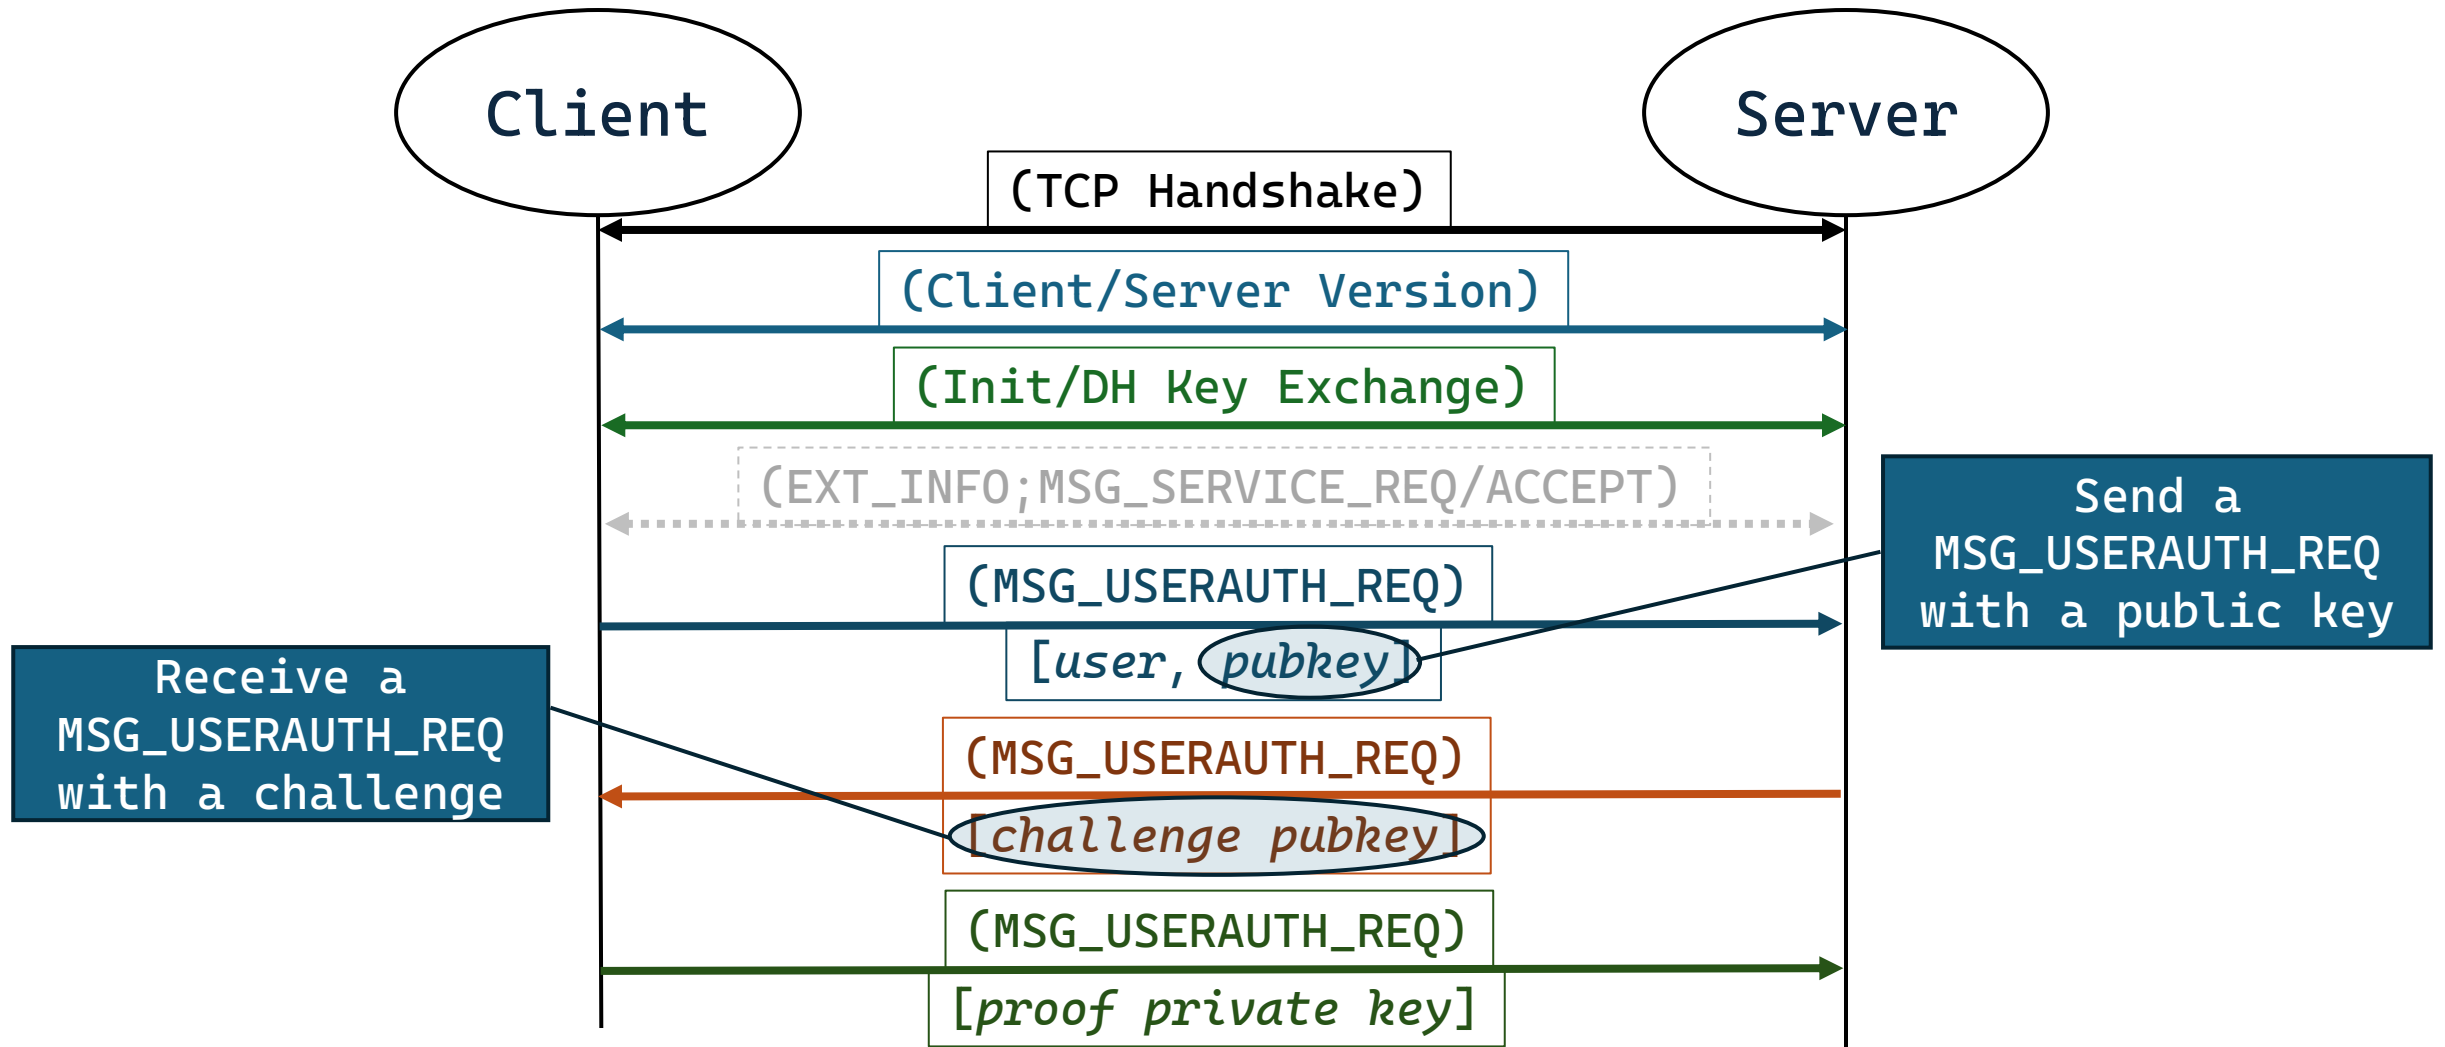 Client
Server
(TCP Handshake)
(Client/Server Version)
(Init/DH Key Exchange)
(EXT_INFO;MSG_SERVICE_REQ/ACCEPT)
Send a
MSG_USERAUTH_REQ
with a public key
(MSG_USERAUTH_REQ)
[user, pubkey]
Receive a
MSG_USERAUTH_REQ
with a challenge
(MSG_USERAUTH_REQ)
[challenge pubkey]
(MSG_USERAUTH_REQ)
[proof private key]